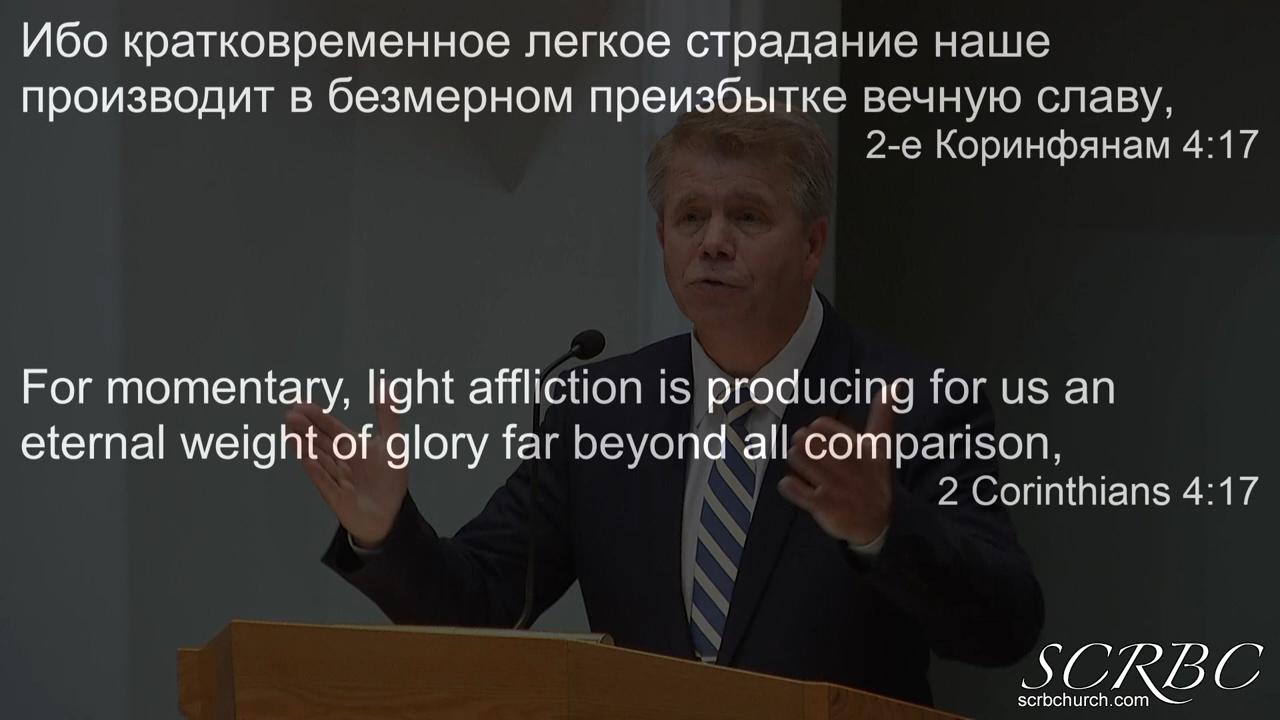 Ибо кратковременное легкое страдание наше
производит в безмерном преизбытке вечную славу,
2-е Коринфянам 4:17
For momentary, light affliction is producing for us an
eternal weight of glory far beyond all comparison,
2 Corinthians 4:17
SCRBC
scrbchurch.com